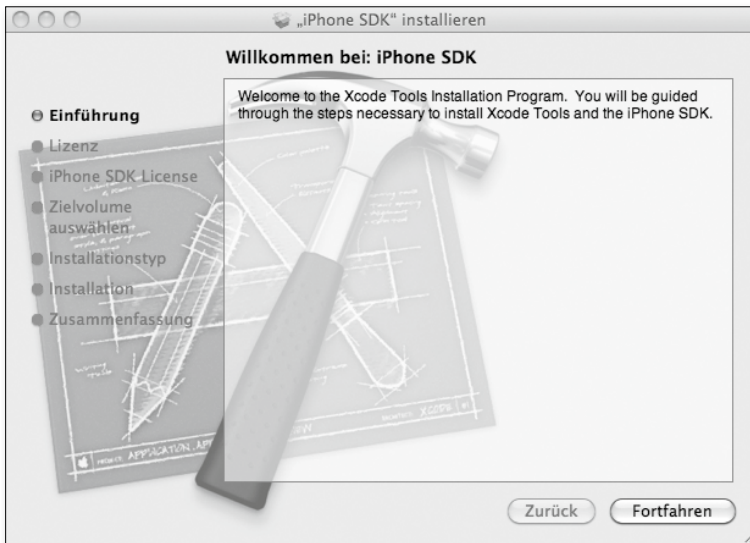 „iPhone SDK“ installieren
Willkommen bei: iPhone SDK
Welcome to the Xcode Tools Installation Program. You will be guided
through the steps necessary to install Xcode Tools and the iPhone SDK.
Einführung
Lizenz
iPhone SDK License
Zielvolume
auswählen
Installationstyp
Installation
Zusammenfassung
XCODE
Zurück
Fortfahren